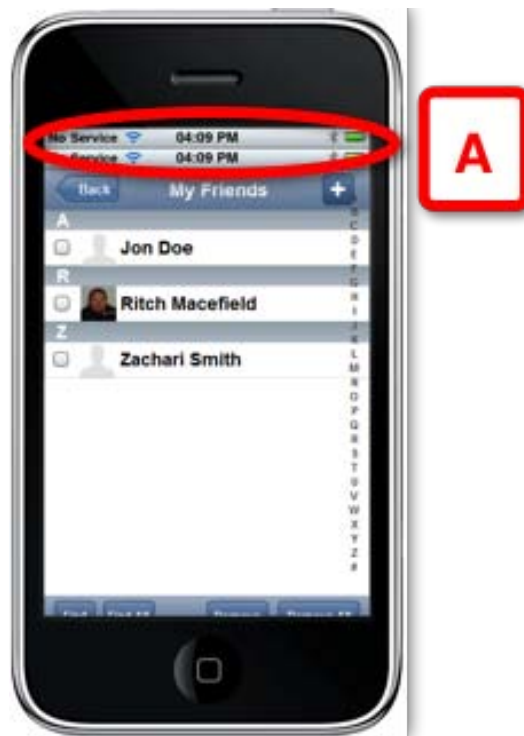 No Service 04:09 PM
Service 04:09 PM
Back My Friends +
A
Jon Doe
R
Ritch Macefield
Z
Zachari Smith
C
D
E
F
G
H
I
J
K
L
M
N
O
P
Q
R
S
T
U
V
W
X
Y
Z
#
A